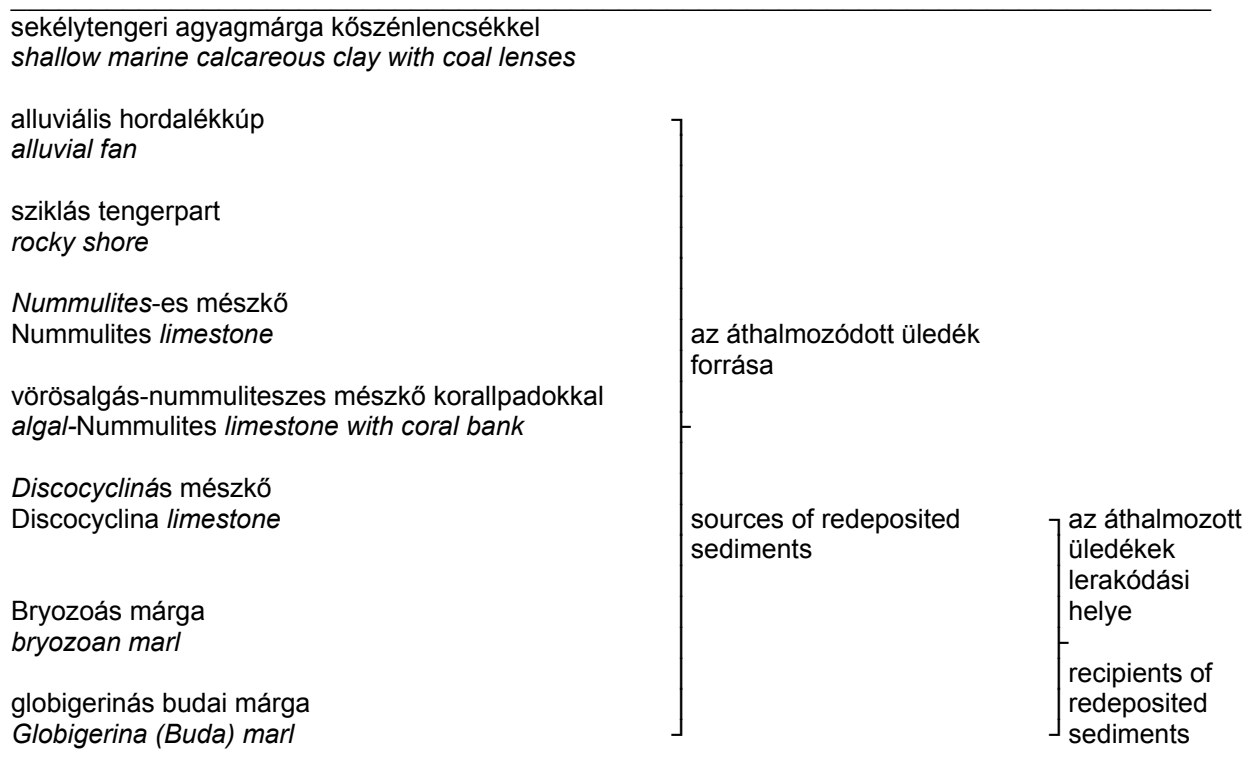 sekélytengeri agyagmárga kőszénlencsékkel
shallow marine calcareous clay with coal lenses
alluviális hordalékkúp
alluvial fan
sziklás tengerpart
rocky shore
Nummulites-es mészkő
Nummulites limestone
vörösalgás-nummuliteszes mészkő korallpadokkal
algal-Nummulites limestone with coral bank
Discocyclinás mészkő
Discocyclina limestone
Bryozoás márga
bryozoan marl
globigerinás budai márga
Globigerina (Buda) marl
az áthalmozódott üledék
forrása
sources of redeposited
sediments
az áthalmozott
üledékek
lerakódási
helye
recipients of
redeposited
sediments